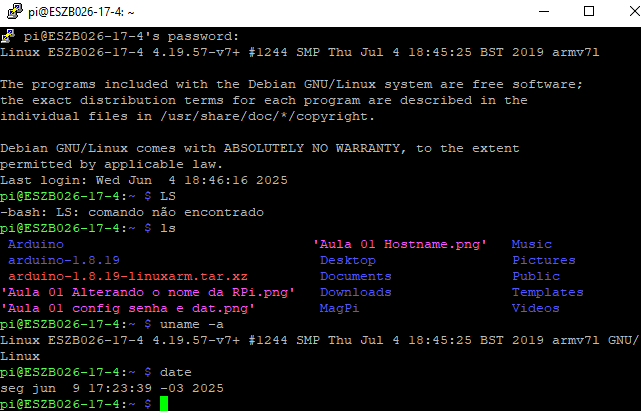 pi@ESZB026-17-4: ~
pi@ESZB026-17-4's password:
Linux ESZB026-17-4 4.19.57-v7+ #1244 SMP Thu Jul 4 18:45:25 BST 2019 armv7l
The programs included with the Debian GNU/Linux system are free software;
the exact distribution terms for each program are described in the
individual files in /usr/share/doc/*/copyright.
Debian GNU/Linux comes with ABSOLUTELY NO WARRANTY, to the extent
permitted by applicable law.
Last login: Wed Jun  4 18:46:16 2025
pi@ESZB026-17-4:~ $ LS
-bash: LS: comando não encontrado
pi@ESZB026-17-4:~ $ ls
Arduino 'Aula 01 Hostname.png' Music
arduino-1.8.19 Desktop Pictures
arduino-1.8.19-linuxarm.tar.xz Documents Public
'Aula 01 Alterando o nome da RPi.png' Downloads Templates
'Aula 01 config senha e dat.png' MagPi Videos
pi@ESZB026-17-4:~ $ uname -a
Linux ESZB026-17-4 4.19.57-v7+ #1244 SMP Thu Jul 4 18:45:25 BST 2019 armv7l GNU/
Linux
pi@ESZB026-17-4:~ $ date
seg jun  9 17:23:39 -03 2025
pi@ESZB026-17-4:~ $